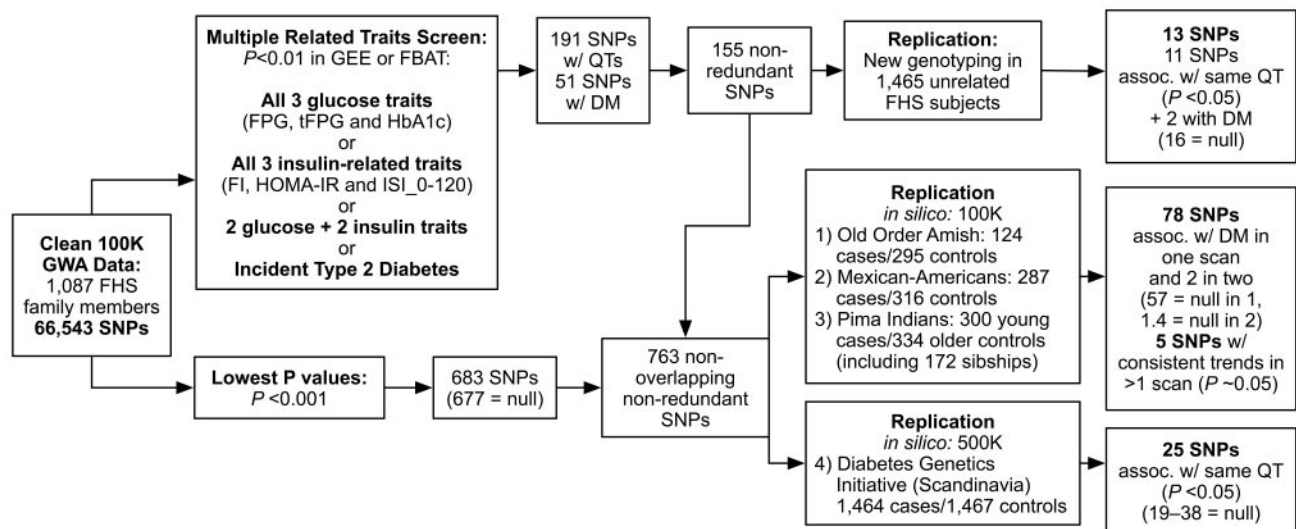 Clean 100K
GWA Data:
1,087 FHS
family members
66,543 SNPs
Multiple Related Traits Screen:
P<0.01 in GEE or FBAT:
All 3 glucose traits
(FPG, tFPG and HbA1c)
or
All 3 insulin-related traits
(FI, HOMA-IR and ISI_0-120)
or
2 glucose + 2 insulin traits
or
Incident Type 2 Diabetes
191 SNPs
w/ QTs
51 SNPs
w/ DM
155 non-
redundant
SNPs
Replication:
New genotyping in
1,465 unrelated
FHS subjects
13 SNPs
11 SNPs
assoc. w/ same QT
(P <0.05)
+ 2 with DM
(16 = null)
Lowest P values:
P <0.001
683 SNPs
(677 = null)
763 non-
overlapping
non-redundant
SNPs
Replication
in silico: 100K
1) Old Order Amish: 124
cases/295 controls
2) Mexican-Americans: 287
cases/316 controls
3) Pima Indians: 300 young
cases/334 older controls
(including 172 sibships)
78 SNPs
assoc. w/ DM in
one scan
and 2 in two
(57 = null in 1,
1.4 = null in 2)
5 SNPs w/
consistent trends in
>1 scan (P ~0.05)
Replication
in silico: 500K
4) Diabetes Genetics
Initiative (Scandinavia)
1,464 cases/1,467 controls
25 SNPs
assoc. w/ same QT
(P <0.05)
(19–38 = null)